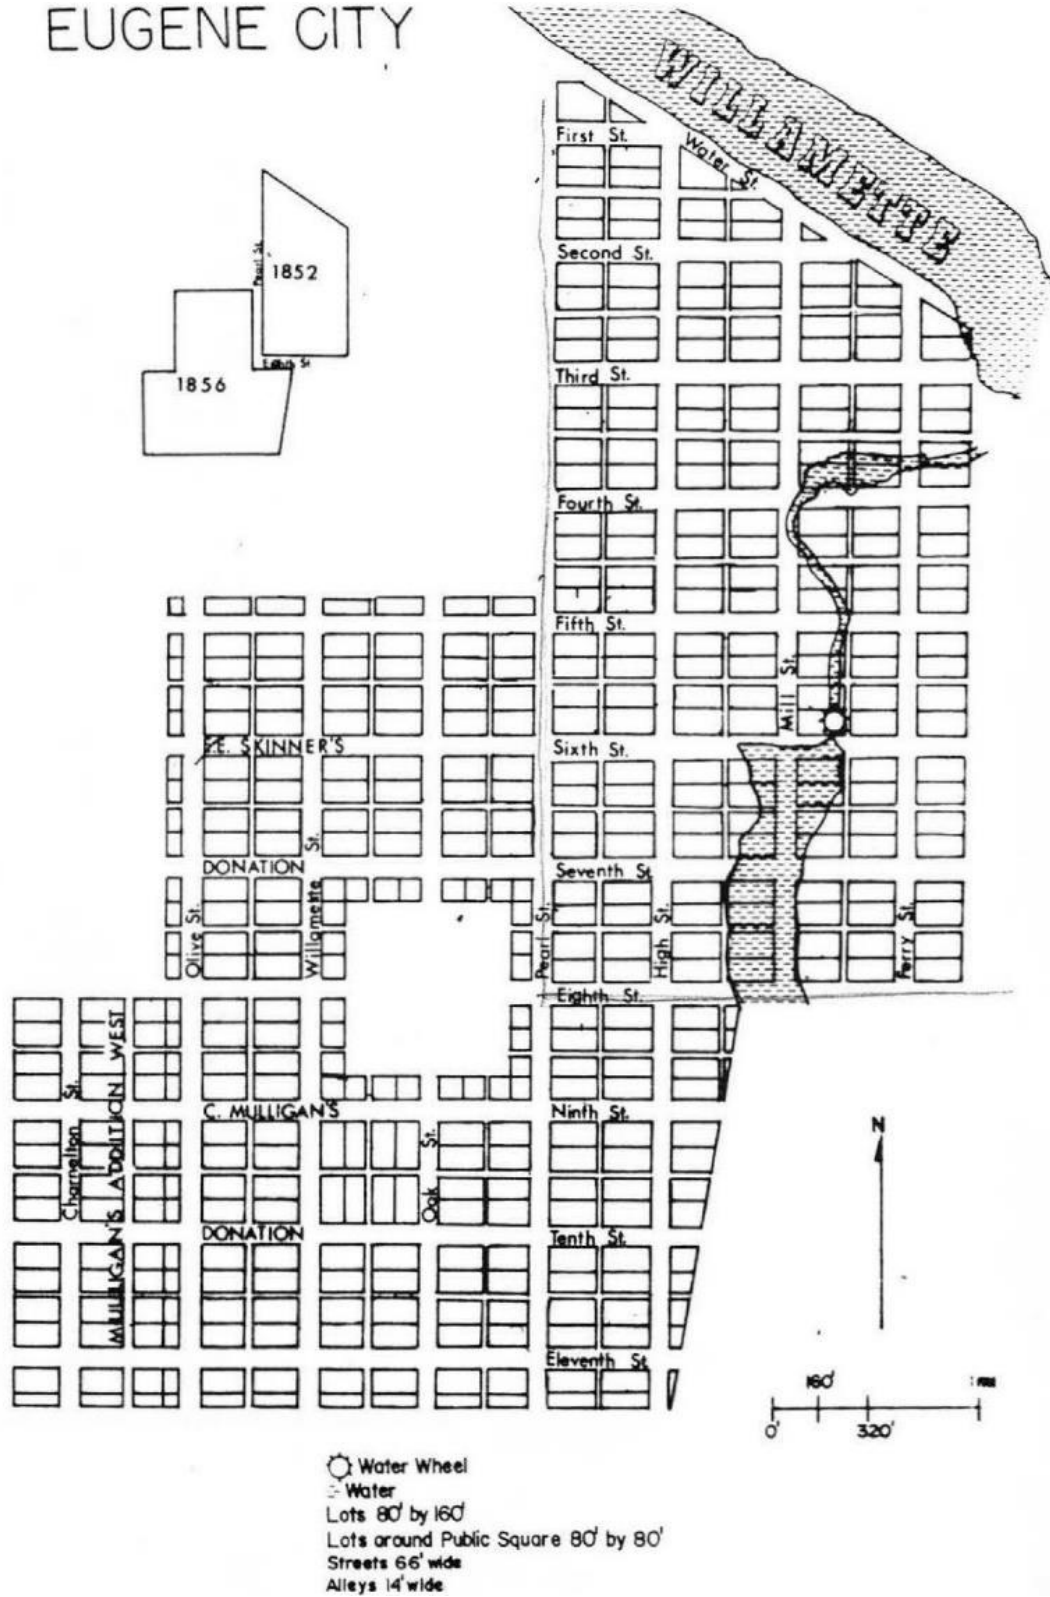 EUGENE CITY
WILLAMETTE
First St.
Water St.
Second St.
Pearl St.
1852
Third St.
Eighth St
1856
Fourth St.
Fifth St.
Mill St.
E. SKINNER'S
Sixth St.
DONATION
Seventh St.
Olive St.
Willamette St.
Pearl St.
High St.
Ferry St.
Eighth St.
Charnelton St.
MULLIGAN'S ADDITION WEST
C. MULLIGAN'S
Ninth St.
Oak St.
N
DONATION
Tenth St.
Eleventh St.
160'
0'
320'
Water Wheel
Water
Lots 80' by 160'
Lots around Public Square 80' by 80'
Streets 66' wide
Alleys 14' wide